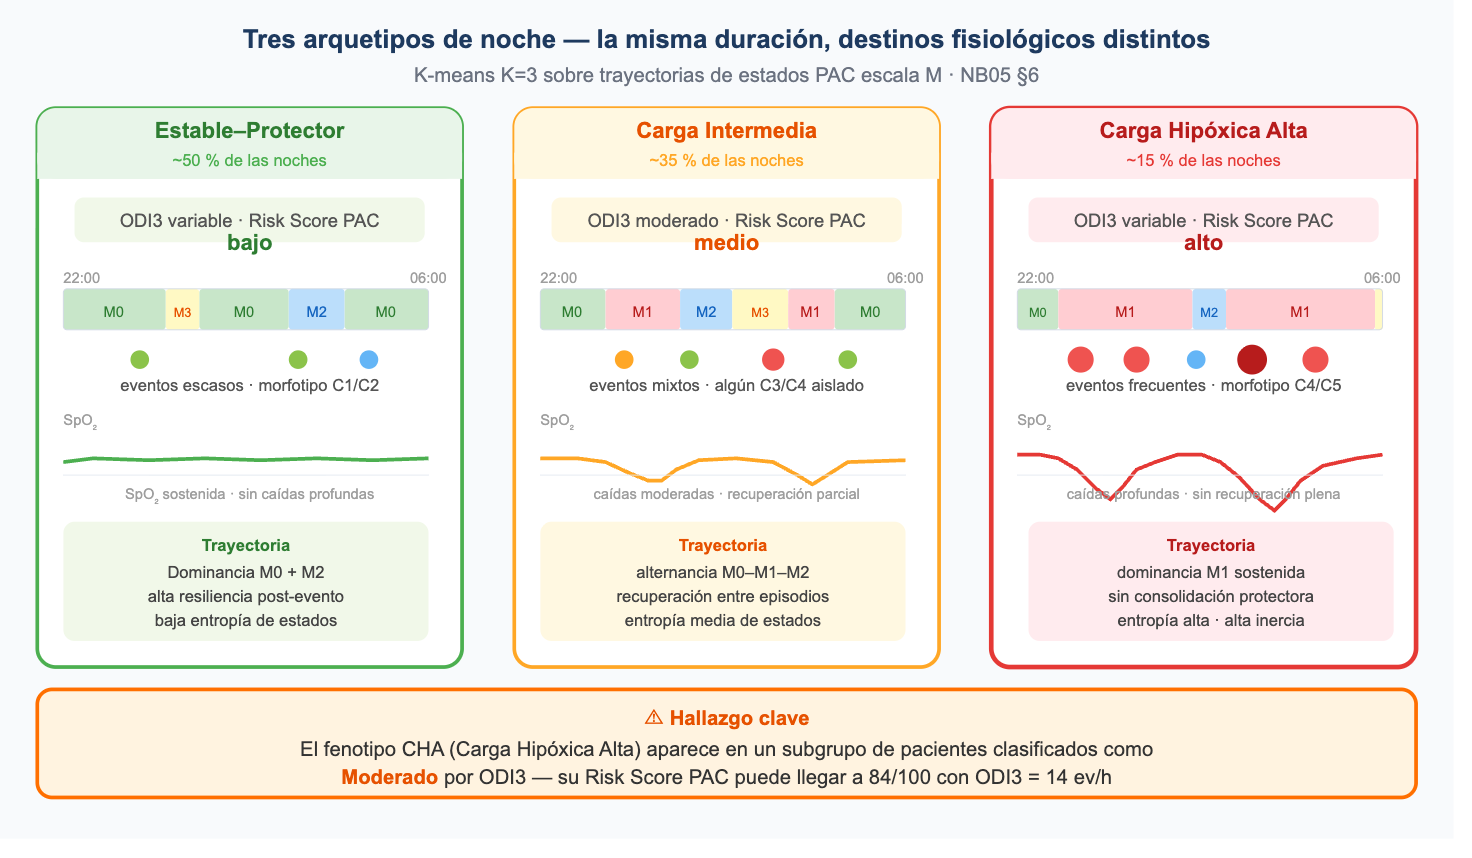 Tres arquetipos de noche — la misma duración, destinos fisiológicos distintos
K-means K=3 sobre trayectorias de estados PAC escala M · NB05 §6
Estable–Protector
~50 % de las noches
ODI3 variable · Risk Score PAC
bajo
22:00 06:00
M0 M3 M0 M2 M0
eventos escasos · morfotipo C1/C2
SpO₂
SpO₂ sostenida · sin caídas profundas
Trayectoria
Dominancia M0 + M2
alta resiliencia post-evento
baja entropía de estados
Carga Intermedia
~35 % de las noches
ODI3 moderado · Risk Score PAC
medio
22:00 06:00
M0 M1 M2 M3 M1 M0
eventos mixtos · algún C3/C4 aislado
SpO₂
caídas moderadas · recuperación parcial
Trayectoria
alternancia M0–M1–M2
recuperación entre episodios
entropía media de estados
Carga Hipóxica Alta
~15 % de las noches
ODI3 variable · Risk Score PAC
alto
22:00 06:00
M0 M1 M2 M1
eventos frecuentes · morfotipo C4/C5
SpO₂
caídas profundas · sin recuperación plena
Trayectoria
dominancia M1 sostenida
sin consolidación protectora
entropía alta · alta inercia
⚠ Hallazgo clave
El fenotipo CHA (Carga Hipóxica Alta) aparece en un subgrupo de pacientes clasificados como
Moderado por ODI3 — su Risk Score PAC puede llegar a 84/100 con ODI3 = 14 ev/h